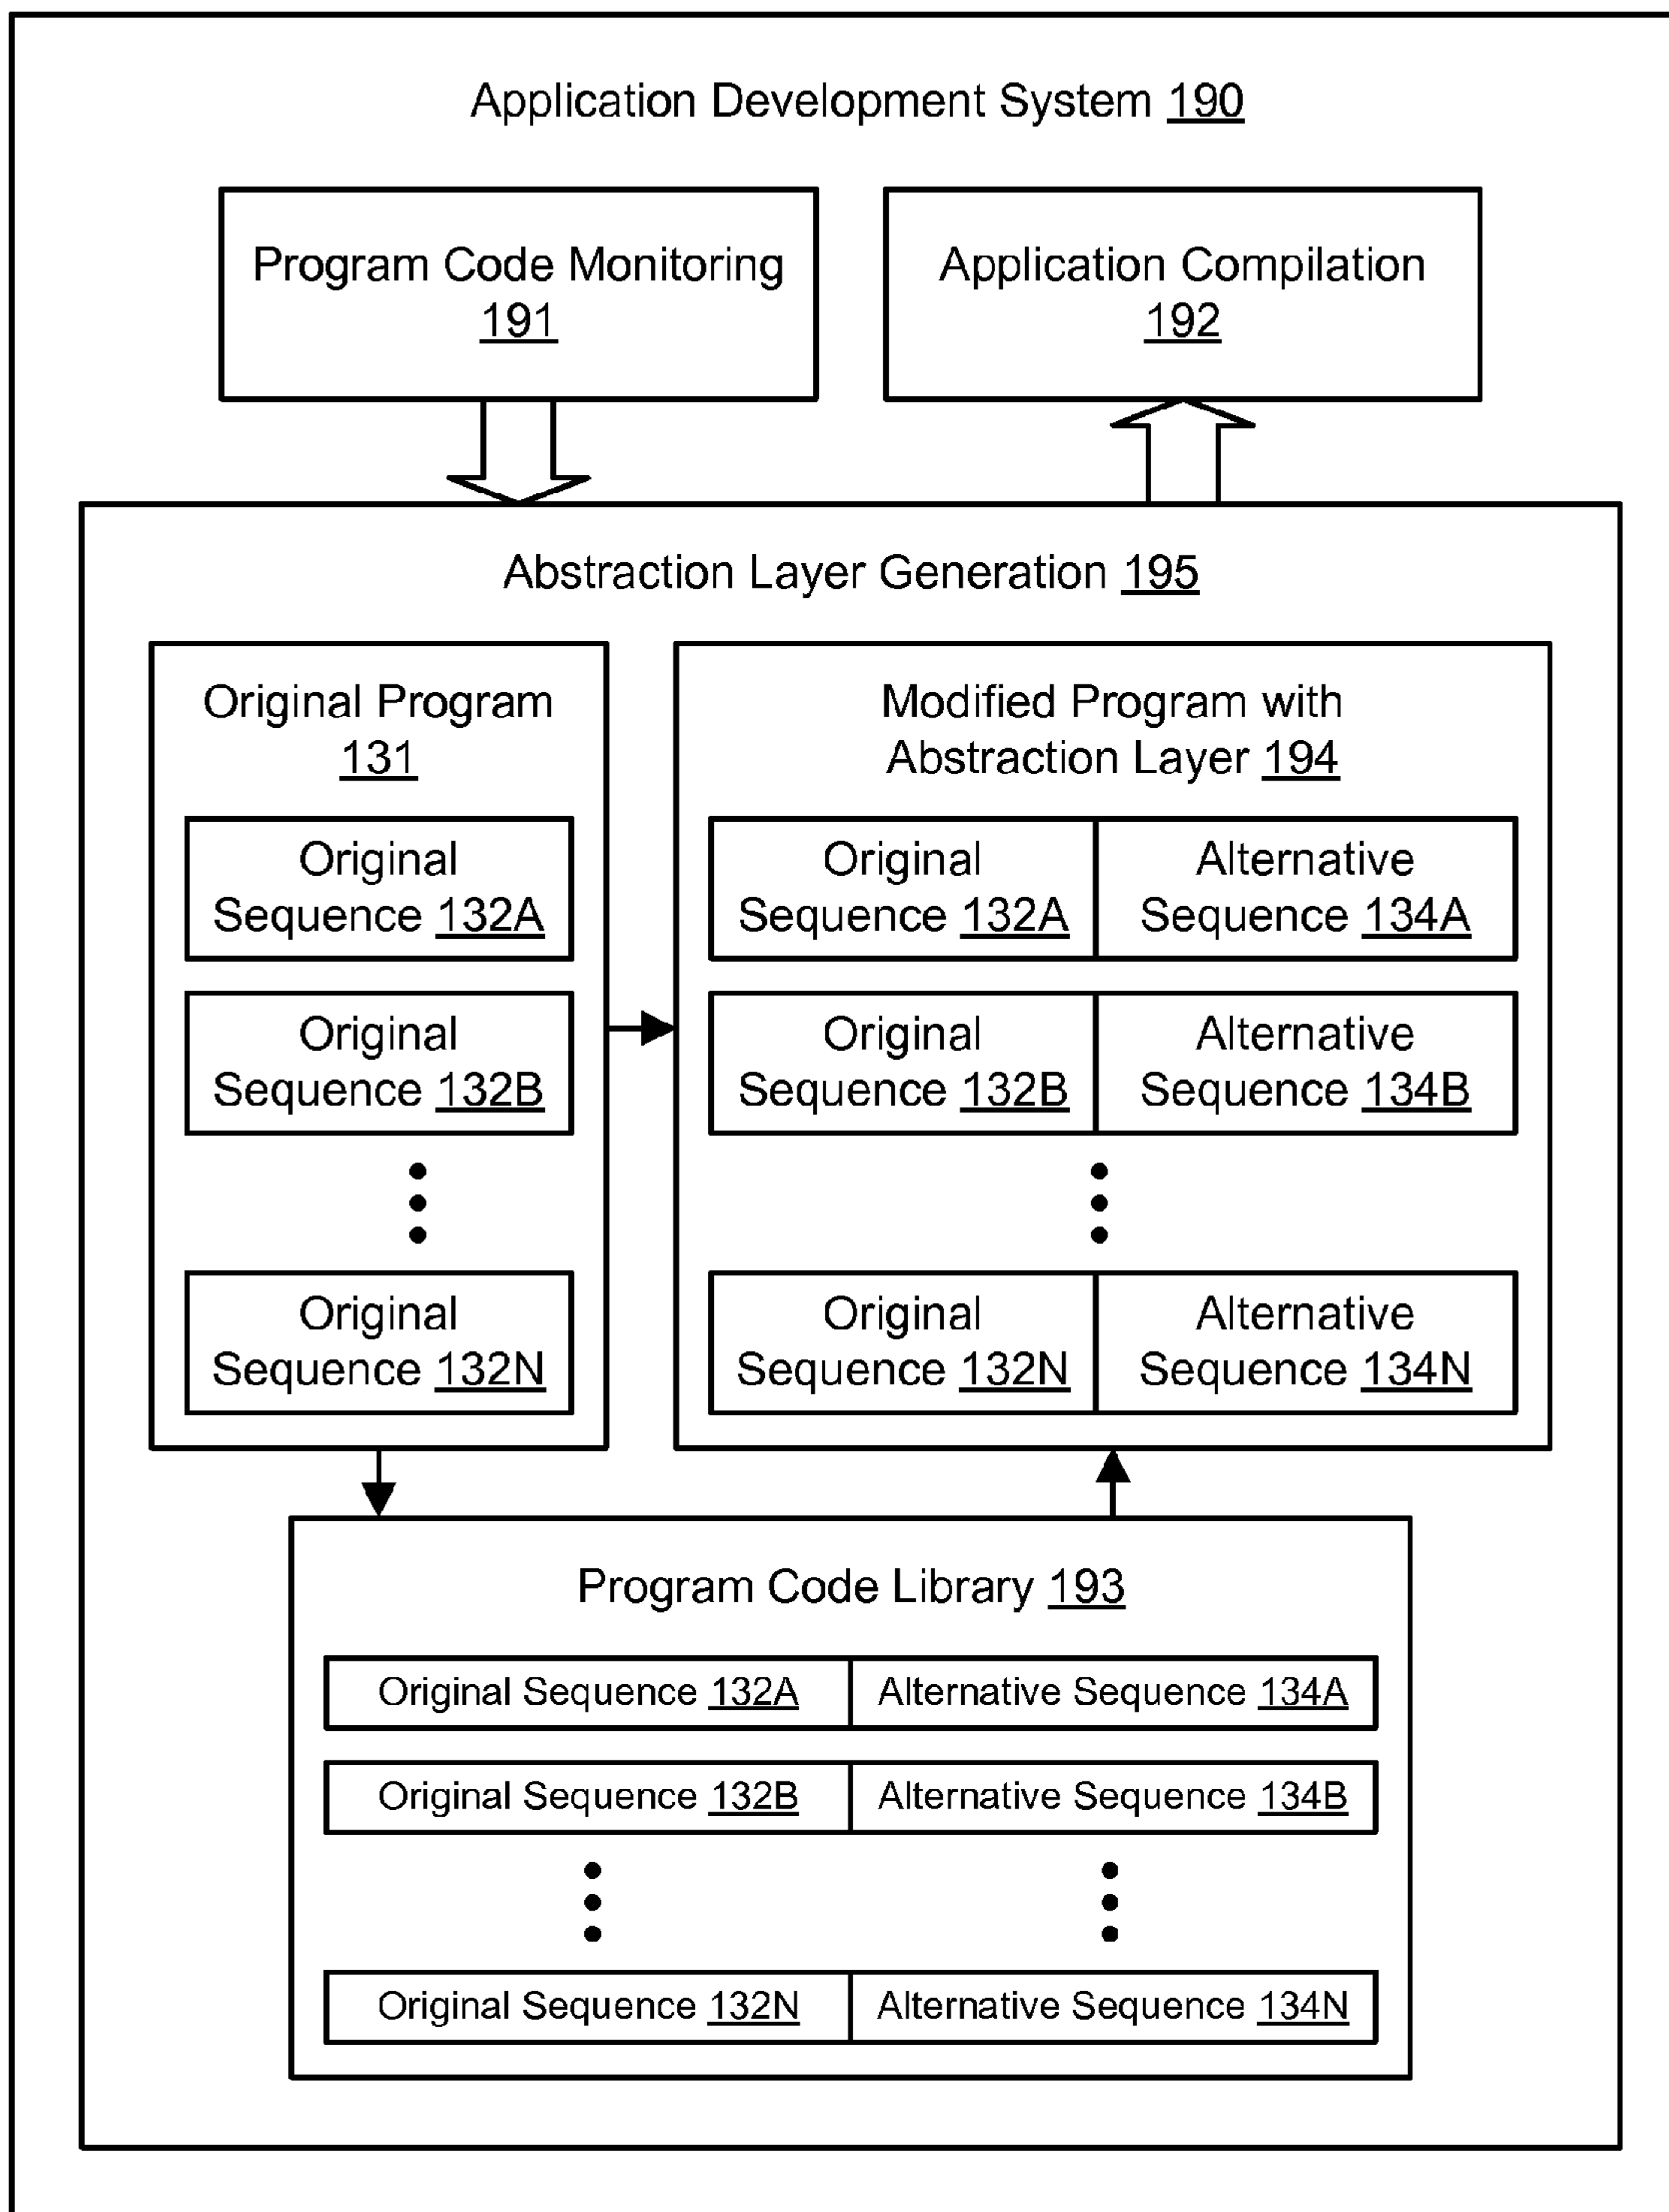 Application Development System 190
Program Code Monitoring
191
Application Compilation
192
Abstraction Layer Generation 195
Original Program
131
Original
Sequence 132A
Original
Sequence 132B
Original
Sequence 132N
Modified Program with
Abstraction Layer 194
Original
Sequence 132A
Alternative
Sequence 134A
Original
Sequence 132B
Alternative
Sequence 134B
Original
Sequence 132N
Alternative
Sequence 134N
Program Code Library 193
Original Sequence 132A
Alternative Sequence 134A
Original Sequence 132B
Alternative Sequence 134B
Original Sequence 132N
Alternative Sequence 134N